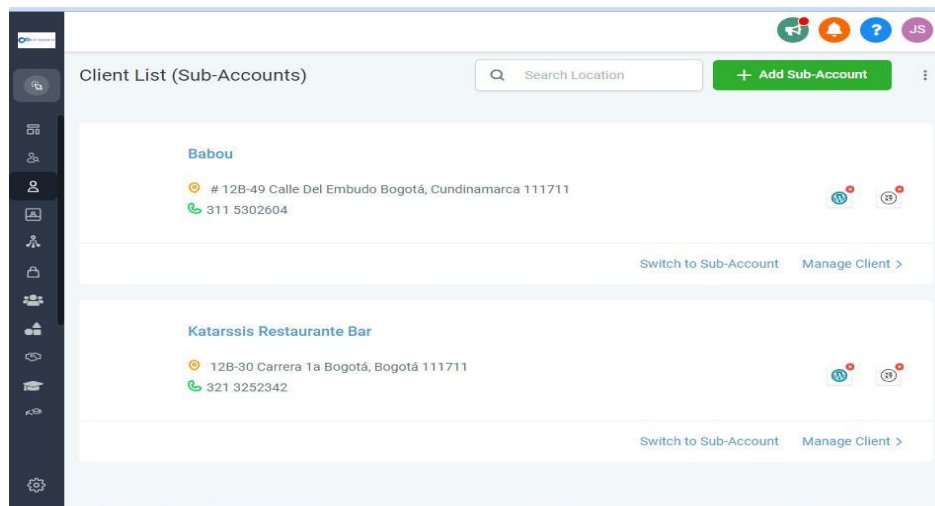 JS
Client List (Sub-Accounts)
Search Location
+ Add Sub-Account
Babou
# 12B-49 Calle Del Embudo Bogotá, Cundinamarca 111711
311 5302604
Switch to Sub-Account
Manage Client >
Katarssis Restaurante Bar
12B-30 Carrera 1a Bogotá, Bogotá 111711
321 3252342
Switch to Sub-Account
Manage Client >